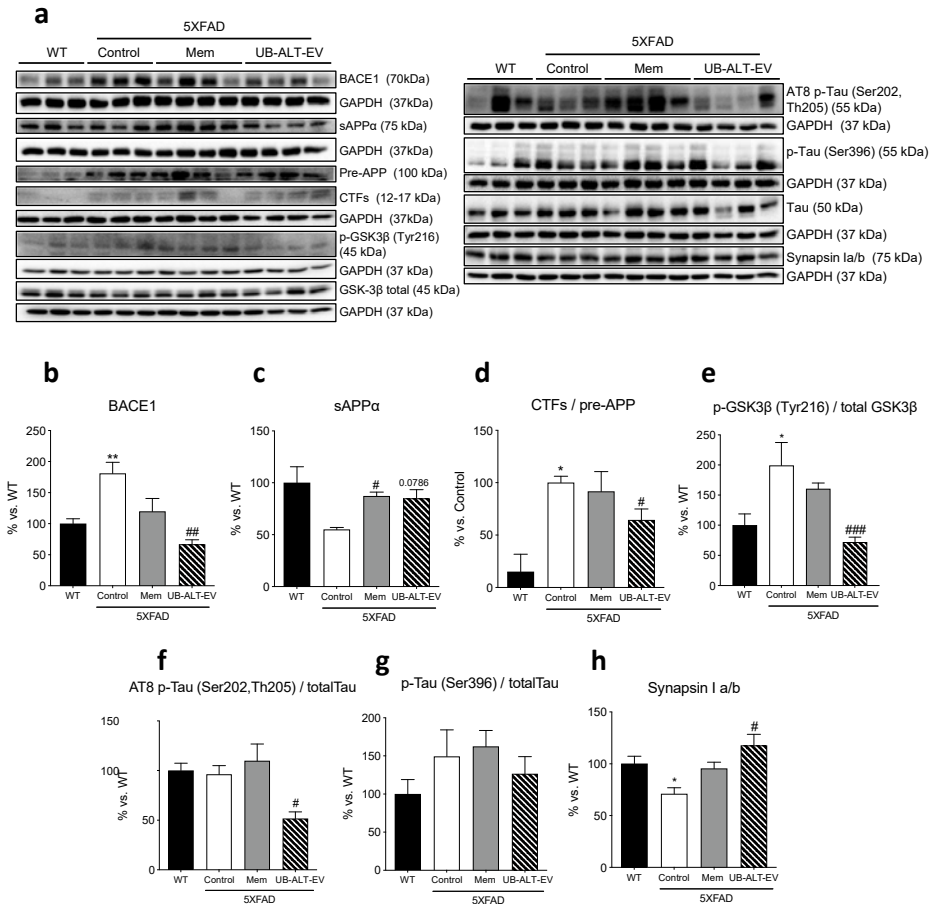 a
5XFAD
WT Control Mem UB-ALT-EV
BACE1 (70kDa)
GAPDH (37kDa)
sAPPα (75 kDa)
GAPDH (37kDa)
Pre-APP (100 kDa)
CTFs (12-17 kDa)
GAPDH (37kDa)
p-GSK3β (Tyr216)
(45 kDa)
GAPDH (37 kDa)
GSK-3β total (45 kDa)
GAPDH (37 kDa)
5XFAD
WT Control Mem UB-ALT-EV
AT8 p-Tau (Ser202,
Th205) (55 kDa)
GAPDH (37 kDa)
p-Tau (Ser396) (55 kDa)
GAPDH (37 kDa)
Tau (50 kDa)
GAPDH (37 kDa)
Synapsin Ia/b (75 kDa)
GAPDH (37 kDa)
b
BACE1
% vs. WT
200
150
100
50
0
**
##
WT Control Mem UB-ALT-EV
5XFAD
c
sAPPα
% vs. WT
150
100
50
0
#
0.0786
WT Control Mem UB-ALT-EV
5XFAD
d
CTFs / pre-APP
% vs. Control
150
100
50
0
*
#
WT Control Mem UB-ALT-EV
5XFAD
e
p-GSK3β (Tyr216) / total GSK3β
% vs. WT
250
200
150
100
50
0
*
###
WT Control Mem UB-ALT-EV
5XFAD
f
AT8 p-Tau (Ser202,Th205) / totalTau
% vs. WT
150
100
50
0
#
WT Control Mem UB-ALT-EV
5XFAD
g
p-Tau (Ser396) / totalTau
% vs. WT
200
150
100
50
0
WT Control Mem UB-ALT-EV
5XFAD
h
Synapsin I a/b
% vs. WT
150
100
50
0
*
#
WT Control Mem UB-ALT-EV
5XFAD